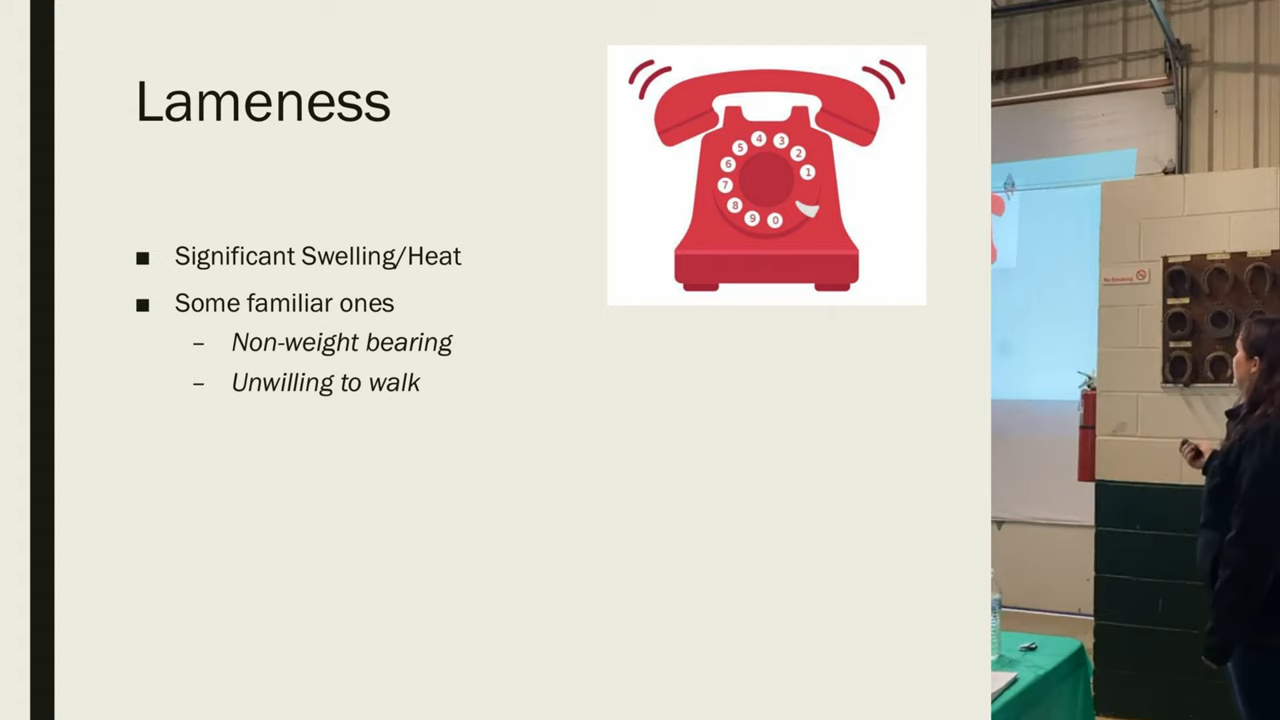 Lameness
■ Significant Swelling/Heat
■ Some familiar ones
– Non-weight bearing
– Unwilling to walk
4
3
5
2
6
1
7
8
9
0
No Smoking